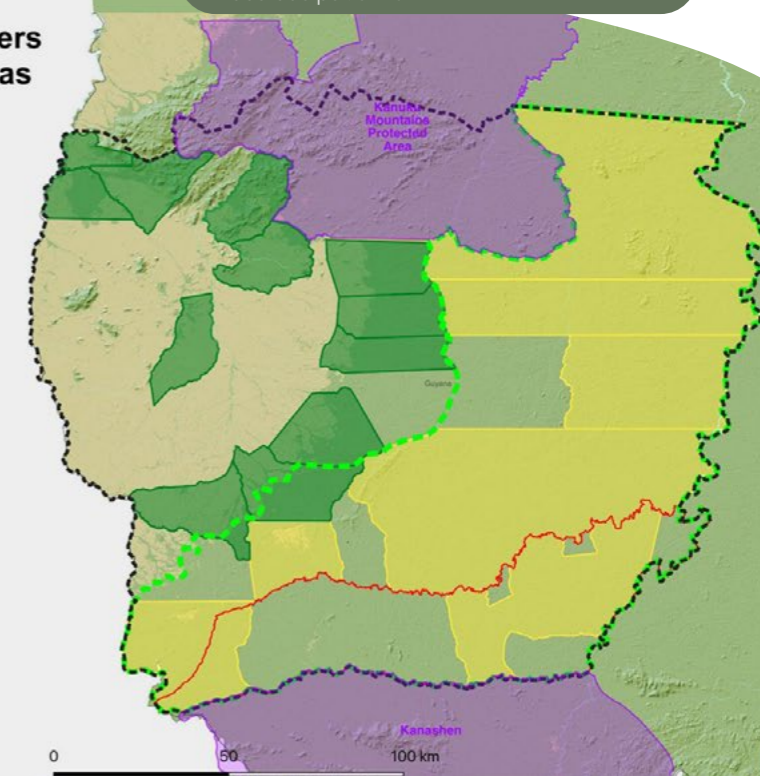 ers
as
Kanuku
Mountains
Protected
Area
Guyana
Kanashen
0 50 100 km